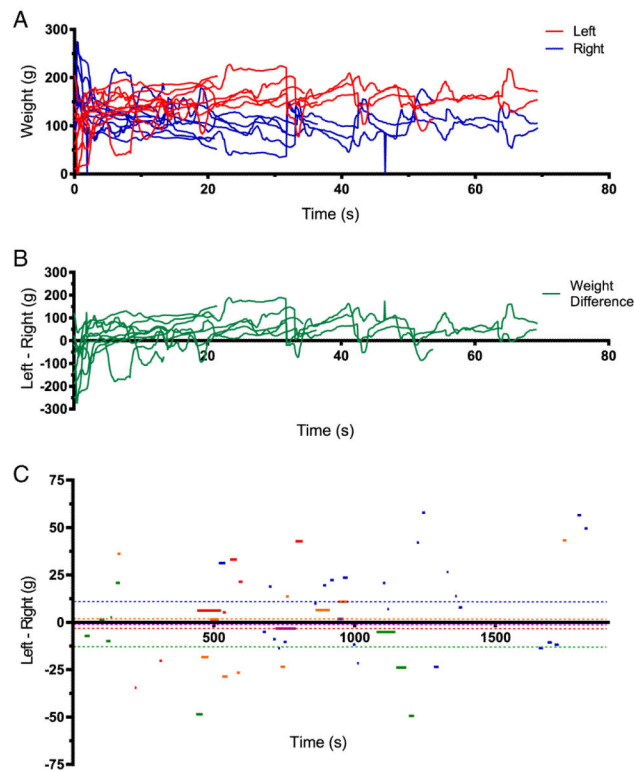 A
300
200
100
0
Weight (g)
Left
Right
0
20
40
60
80
Time (s)
B
300
200
100
0
-100
-200
-300
Left - Right (g)
Weight
Difference
20
40
60
80
Time (s)
C
75
50
25
0
-25
-50
-75
Left - Right (g)
500
1000
1500
Time (s)